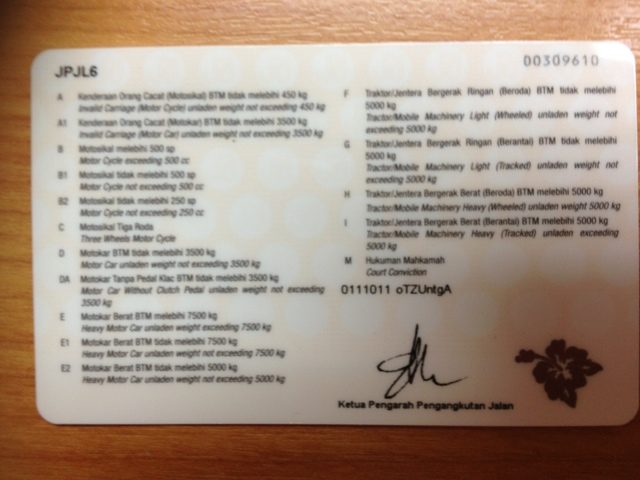 JPJL6
00309610
A Kenderaan Orang Cacat (Motosikal) BTM tidak melebihi 450 kg
Invalid Carriage (Motor Cycle) unladen weight not exceeding 450 kg
A1 Kenderaan Orang Cacat (Motokar) BTM tidak melebihi 3500 kg
Invalid Carriage (Motor Car) unladen weight not exceeding 3500 kg
B Motosikal melebihi 500 sp
Motor Cycle exceeding 500 cc
B1 Motosikal tidak melebihi 500 sp
Motor Cycle not exceeding 500 cc
B2 Motosikal tidak melebihi 250 sp
Motor Cycle not exceeding 250 cc
C Motosikal Tiga Roda
Three Wheels Motor Cycle
D Motokar BTM tidak melebihi 3500 kg
Motor Car unladen weight not exceeding 3500 kg
DA Motokar Tanpa Pedal Klac BTM tidak melebihi 3500 kg
Motor Car Without Clutch Pedal unladen weight not exceeding
3500 kg
E Motokar Berat BTM melebihi 7500 kg
Heavy Motor Car unladen weight exceeding 7500 kg
E1 Motokar Berat BTM tidak melebihi 7500 kg
Heavy Motor Car unladen weight not exceeding 7500 kg
E2 Motokar Berat BTM tidak melebihi 5000 kg
Heavy Motor Car unladen weight not exceeding 5000 kg
F Traktor/Jentera Bergerak Ringan (Beroda) BTM tidak melebihi
5000 kg
Tractor/Mobile Machinery Light (Wheeled) unladen weight not
exceeding 5000 kg
G Traktor/Jentera Bergerak Ringan (Berantai) BTM tidak melebihi
5000 kg
Tractor/Mobile Machinery Light (Tracked) unladen weight not
exceeding 5000 kg
H Traktor/Jentera Bergerak Berat (Beroda) BTM melebihi 5000 kg
Tractor/Mobile Machinery Heavy (Wheeled) unladen weight 5000 kg
I Traktor/Jentera Bergerak Berat (Berantai) BTM melebihi 5000 kg
Tractor/Mobile Machinery Heavy (Tracked) unladen exceeding
5000 kg
M Hukuman Mahkamah
Court Conviction
0111011 oTZUntgA
Ketua Pengarah Pengangkutan Jalan